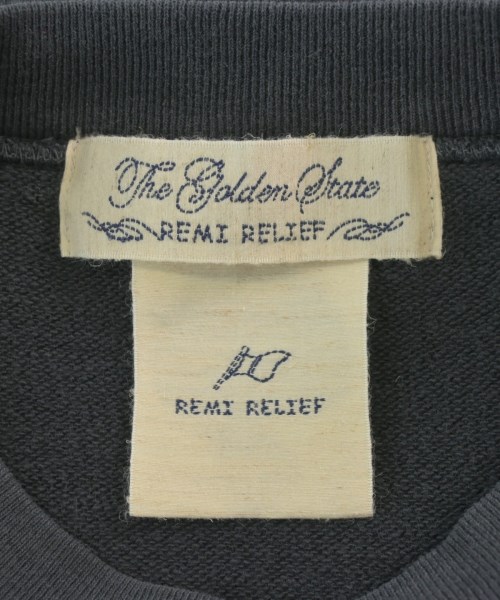 The Golden State
REMI RELIEF
REMI RELIEF